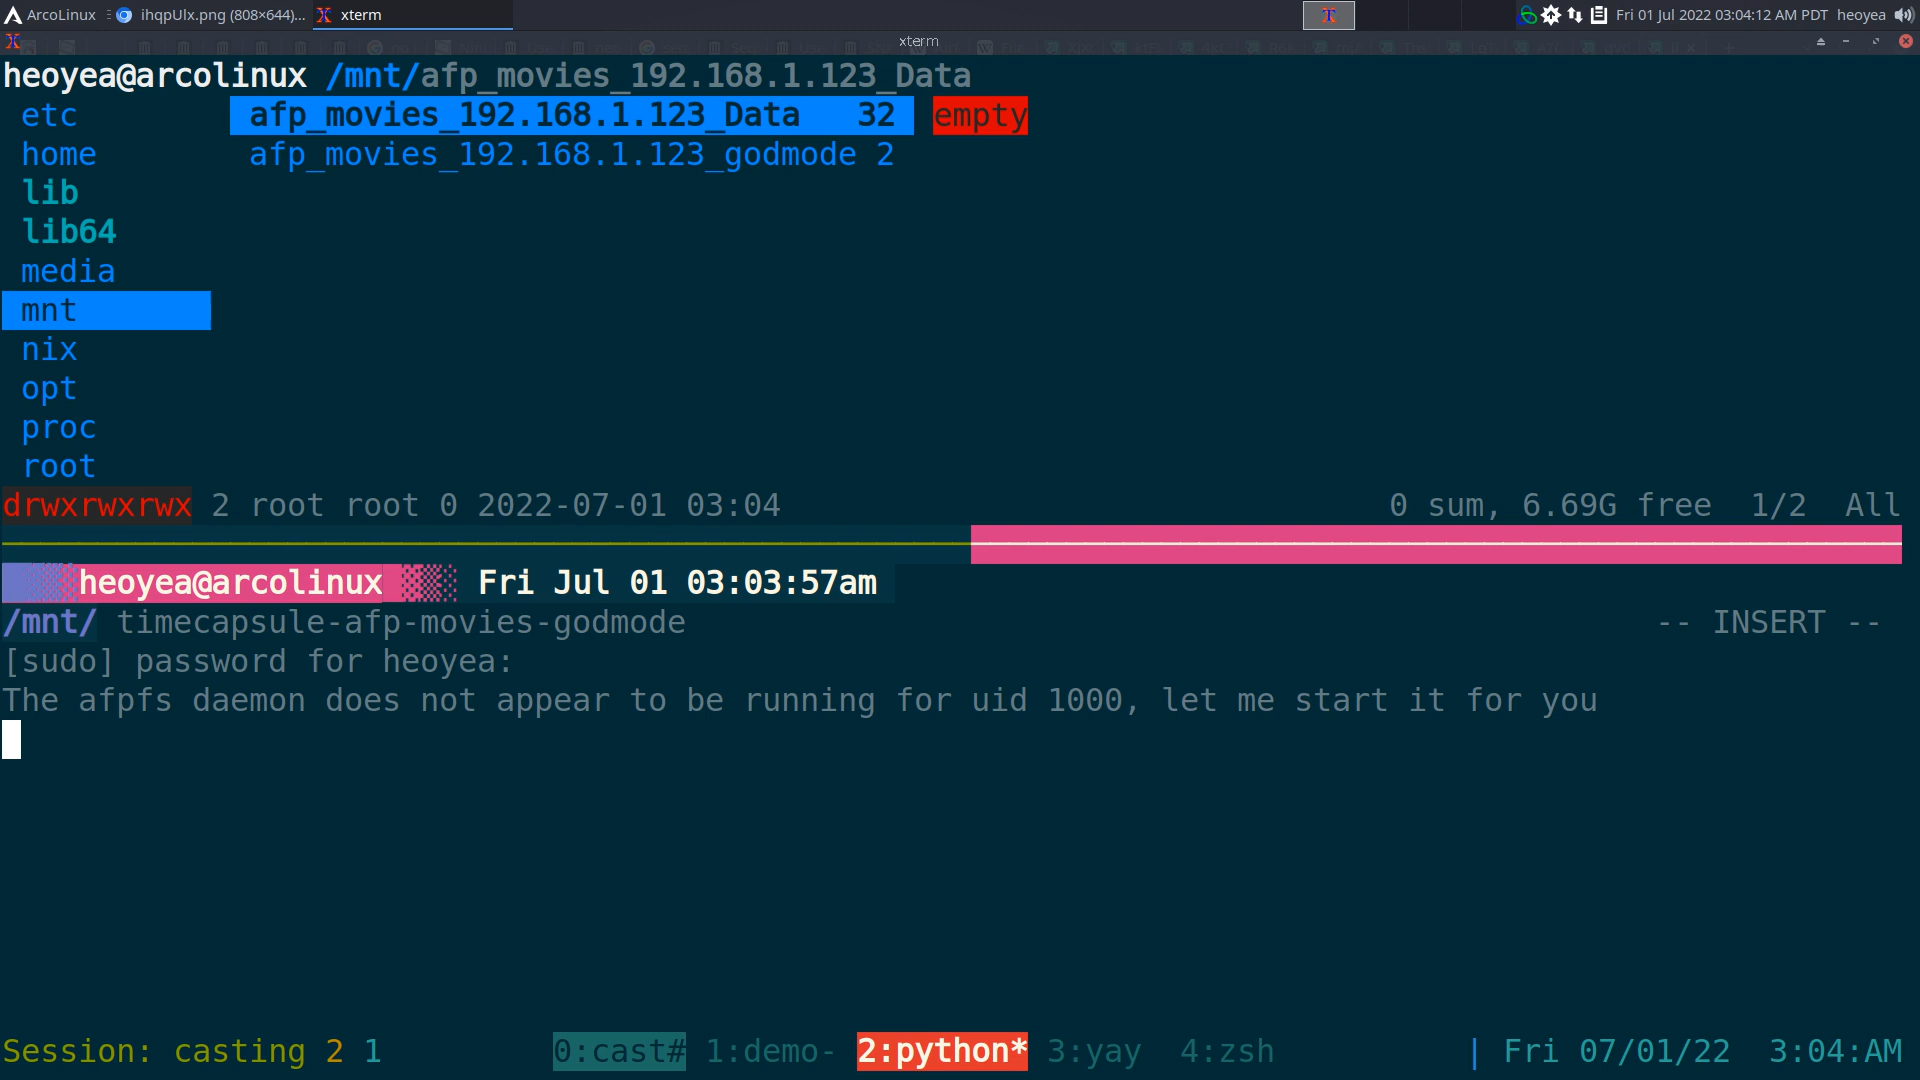 ArcoLinux ihqpUlx.png (808×644)... xterm Fri 01 Jul 2022 03:04:12 AM PDT heoyea
xterm
heoyea@arcolinux /mnt/afp_movies_192.168.1.123_Data
etc afp_movies_192.168.1.123_Data 32 empty
home afp_movies_192.168.1.123_godmode 2
lib
lib64
media
mnt
nix
opt
proc
root
drwxrwxrwx 2 root root 0 2022-07-01 03:04 0 sum, 6.69G free 1/2 All
heoyea@arcolinux Fri Jul 01 03:03:57am
/mnt/ timecapsule-afp-movies-godmode -- INSERT --
[sudo] password for heoyea:
The afpfs daemon does not appear to be running for uid 1000, let me start it for you
Session: casting 2 1 0:cast# 1:demo- 2:python* 3:yay 4:zsh | Fri 07/01/22 3:04:AM